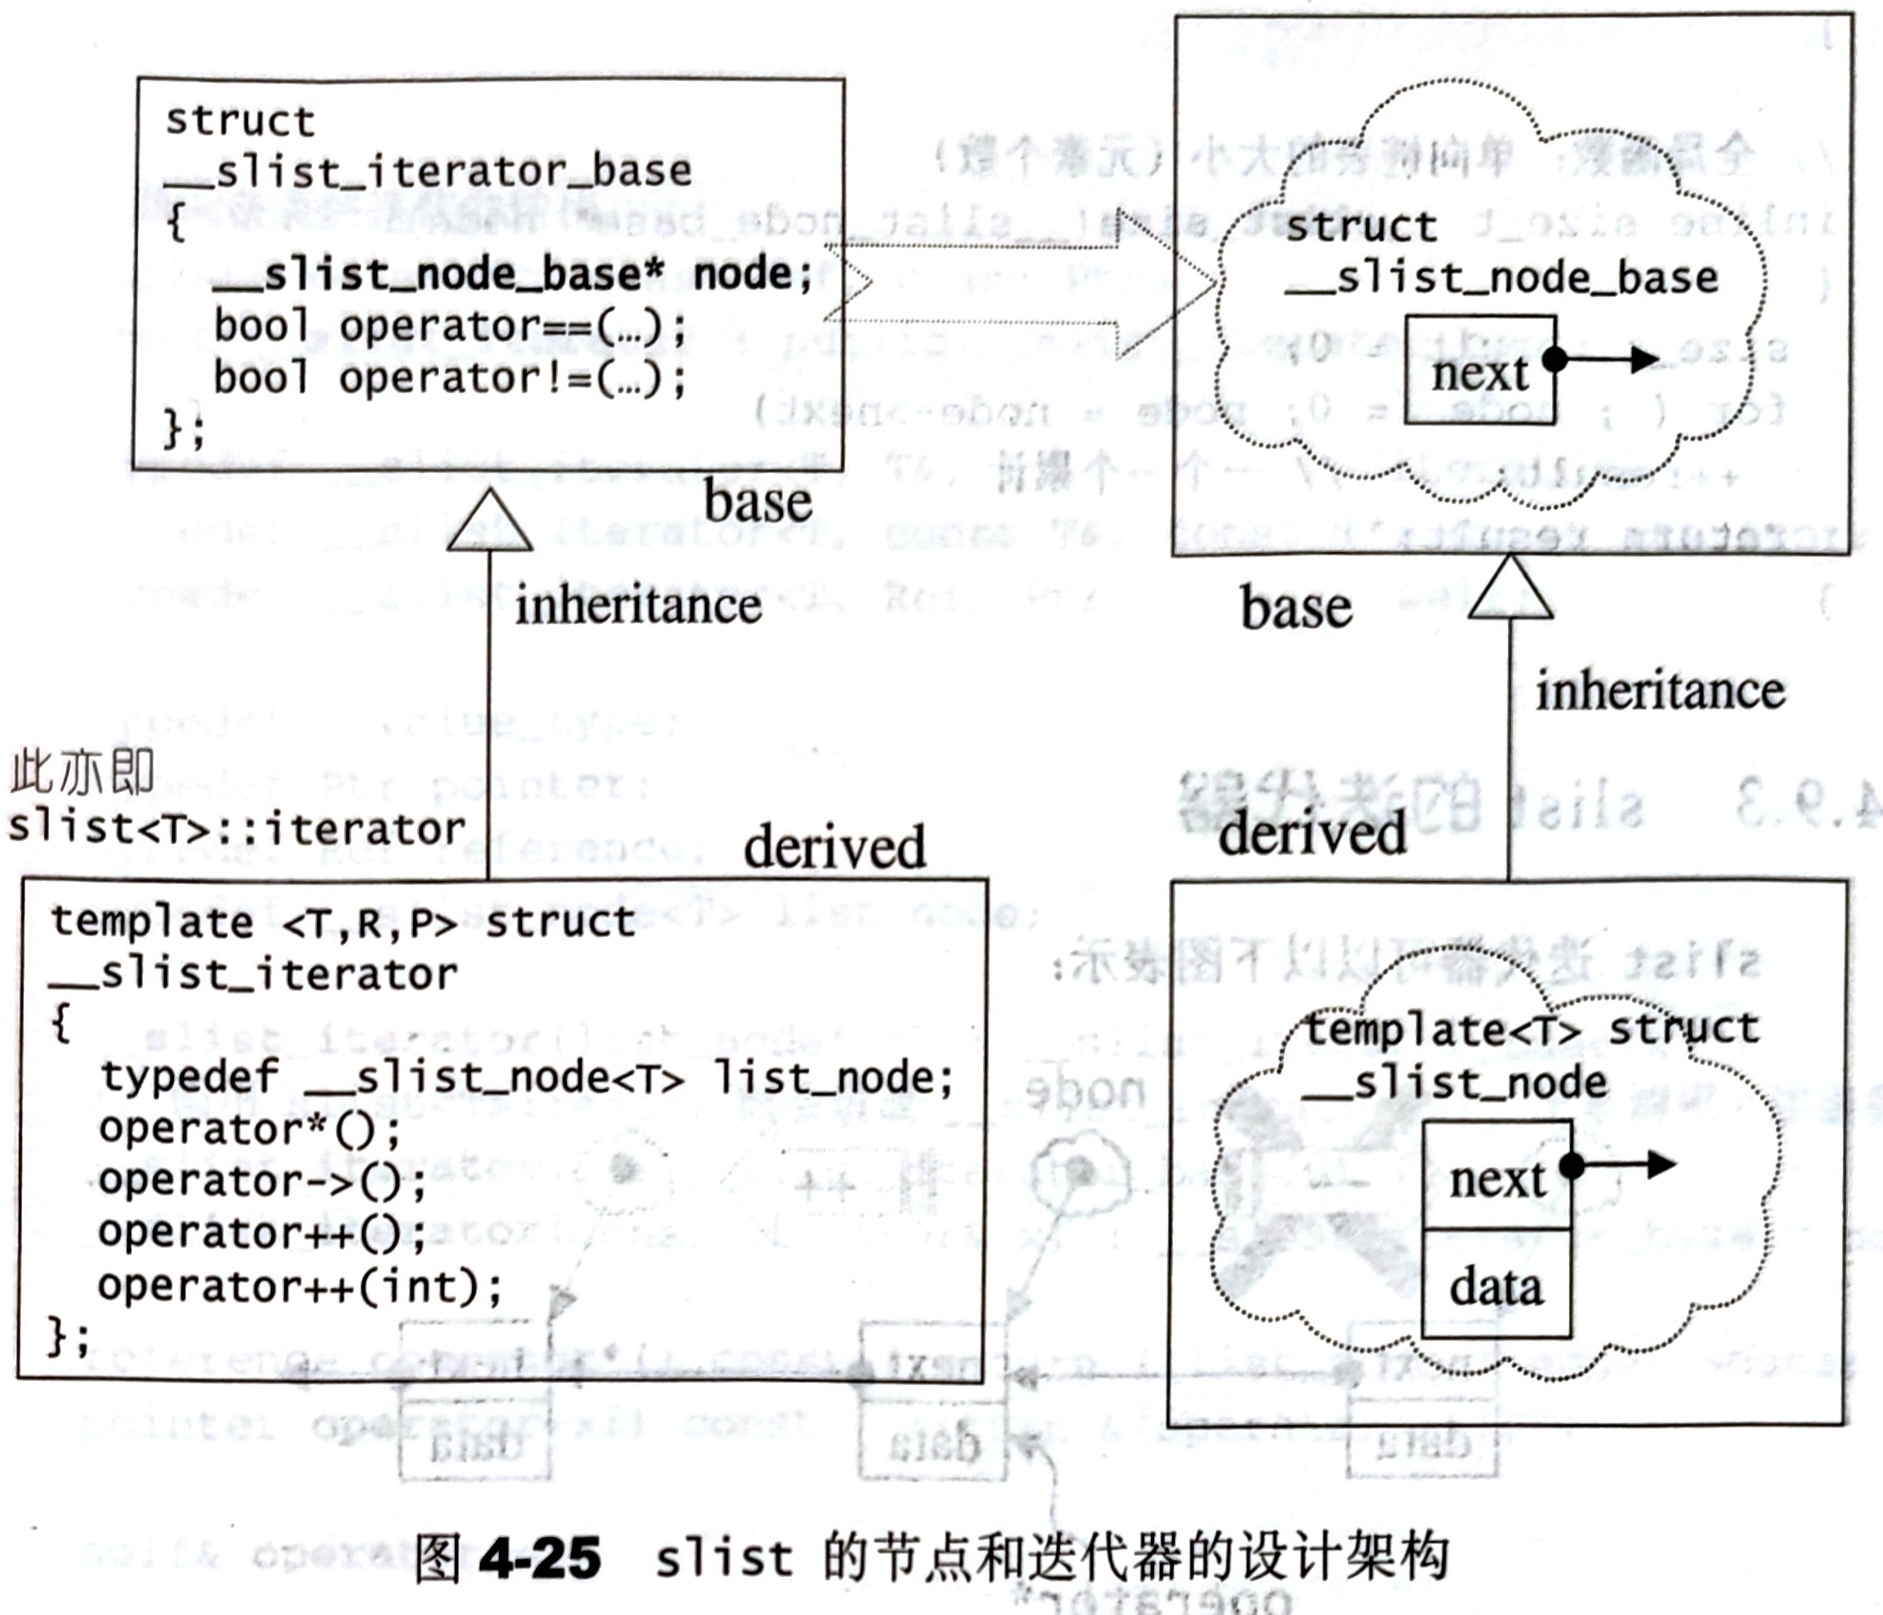 struct
__slist_iterator_base
{
__slist_node_base* node;
bool operator==(…);
bool operator!=(…);
};
base
inheritance
struct
__slist_node_base
next
base
inheritance
此亦即
slist<T>::iterator
derived
template <T,R,P> struct
__slist_iterator
{
typedef __slist_node<T> list_node;
operator*();
operator->();
operator++();
operator++(int);
};
derived
template<T> struct
__slist_node
next
data
图 4-25 slist 的节点和迭代器的设计架构